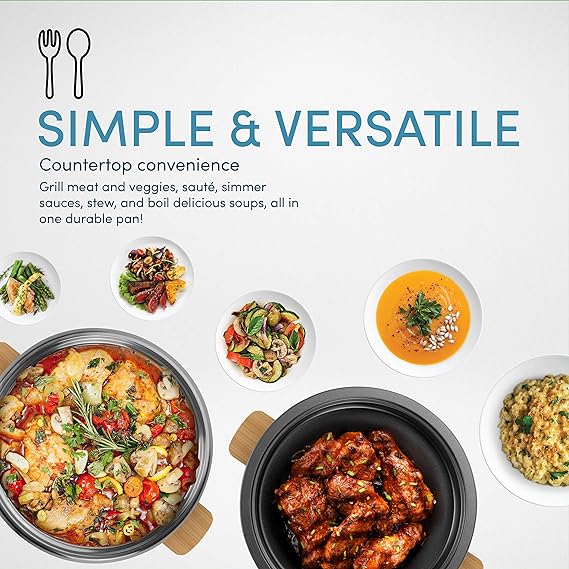 SIMPLE & VERSATILE
Countertop convenience
Grill meat and veggies, sauté, simmer
sauces, stew, and boil delicious soups, all in
one durable pan!